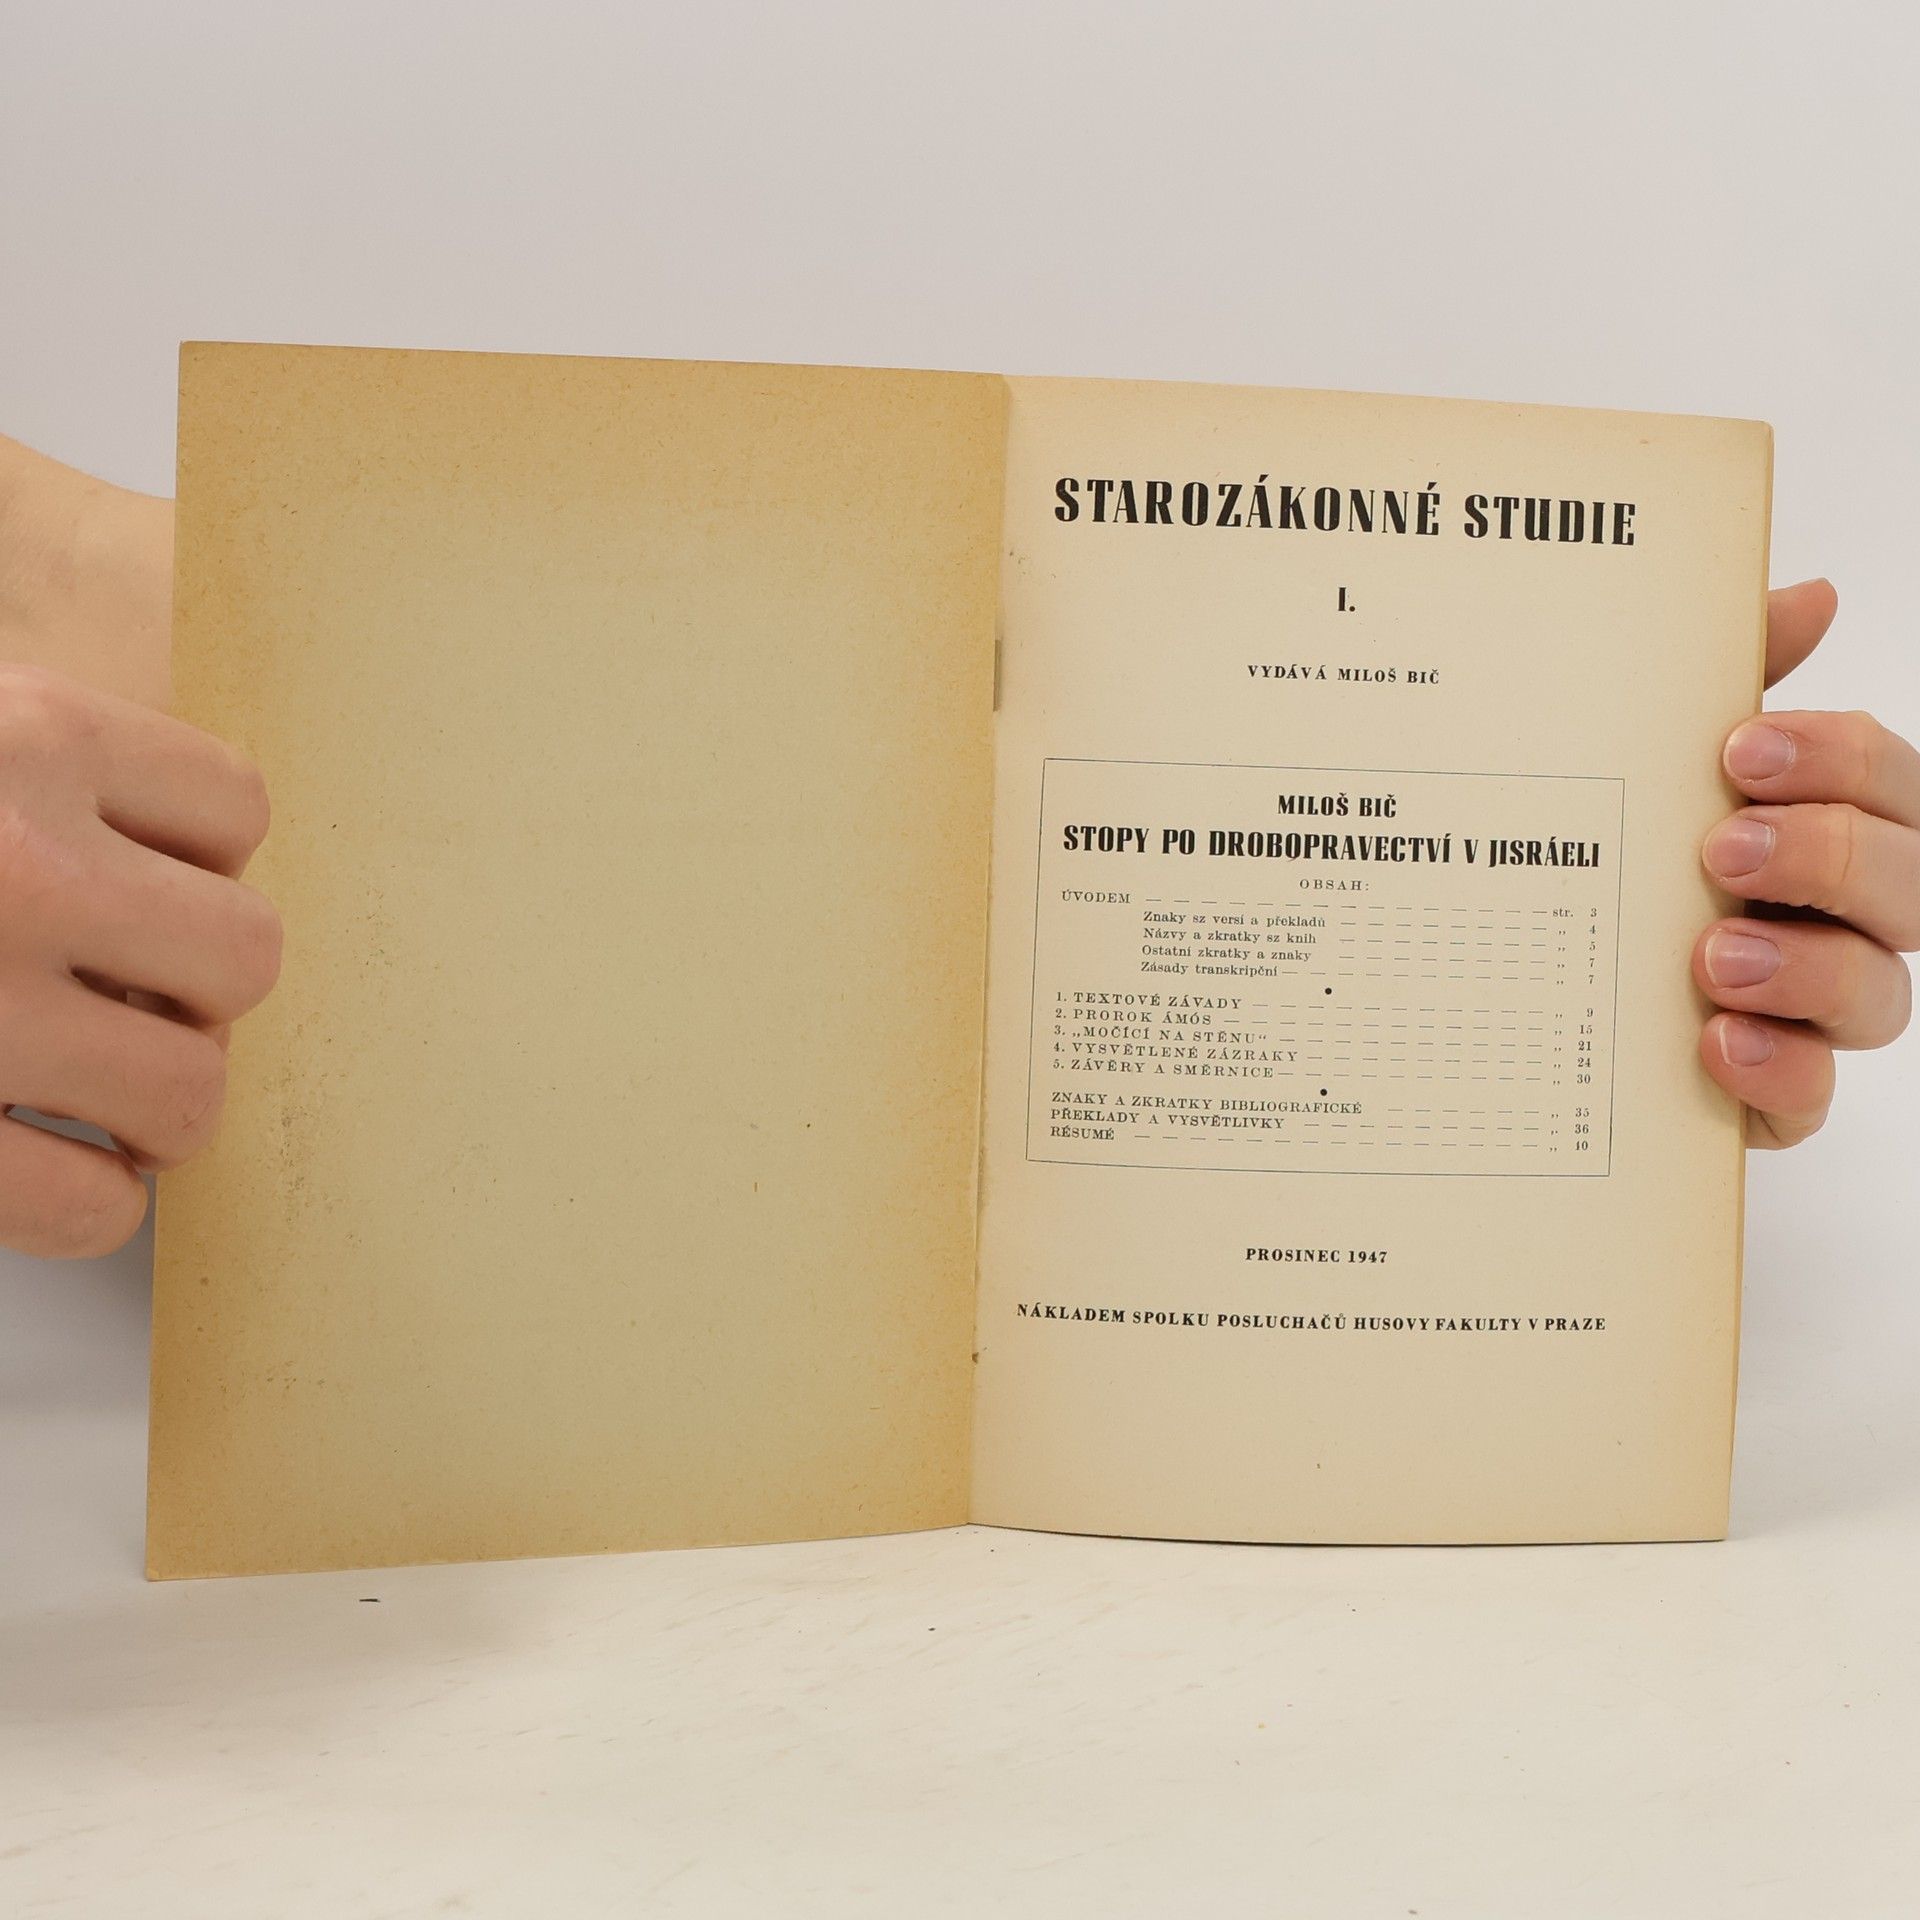 STAROZÁKONNÉ STUDIE
I.
VYDÁVÁ MILOŠ BIČ
MILOŠ BIČ
STOPY PO DROBOPRAVECTVÍ V JISRÁELI
OBSAH:
ÚVODEM — — — — — — — — — — — — — — — str. 3
Znaky sz versí a překladů — — — — — — — — „ 4
Názvy a zkratky sz knih — — — — — — — — „ 5
Ostatní zkratky a znaky — — — — — — — — „ 7
Zásady transkripční — — — — — — — — — — „ 7
•
1. TEXTOVÉ ZÁVADY — — — — — — — — — — — „ 9
2. PROROK ÁMÓS — — — — — — — — — — — — „ 15
3. „MOČÍCÍ NA STĚNU“ — — — — — — — — — — „ 21
4. VYSVĚTLENÉ ZÁZRAKY — — — — — — — — — „ 24
5. ZÁVĚRY A SMĚRNICE — — — — — — — — — — „ 30
•
ZNAKY A ZKRATKY BIBLIOGRAFICKÉ — — — — — — „ 35
PŘEKLADY A VYSVĚTLIVKY — — — — — — — — — „ 36
RÉSUMÉ — — — — — — — — — — — — — — — „ 40
PROSINEC 1947
NÁKLADEM SPOLKU POSLUCHAČŮ HUSOVY FAKULTY V PRAZE